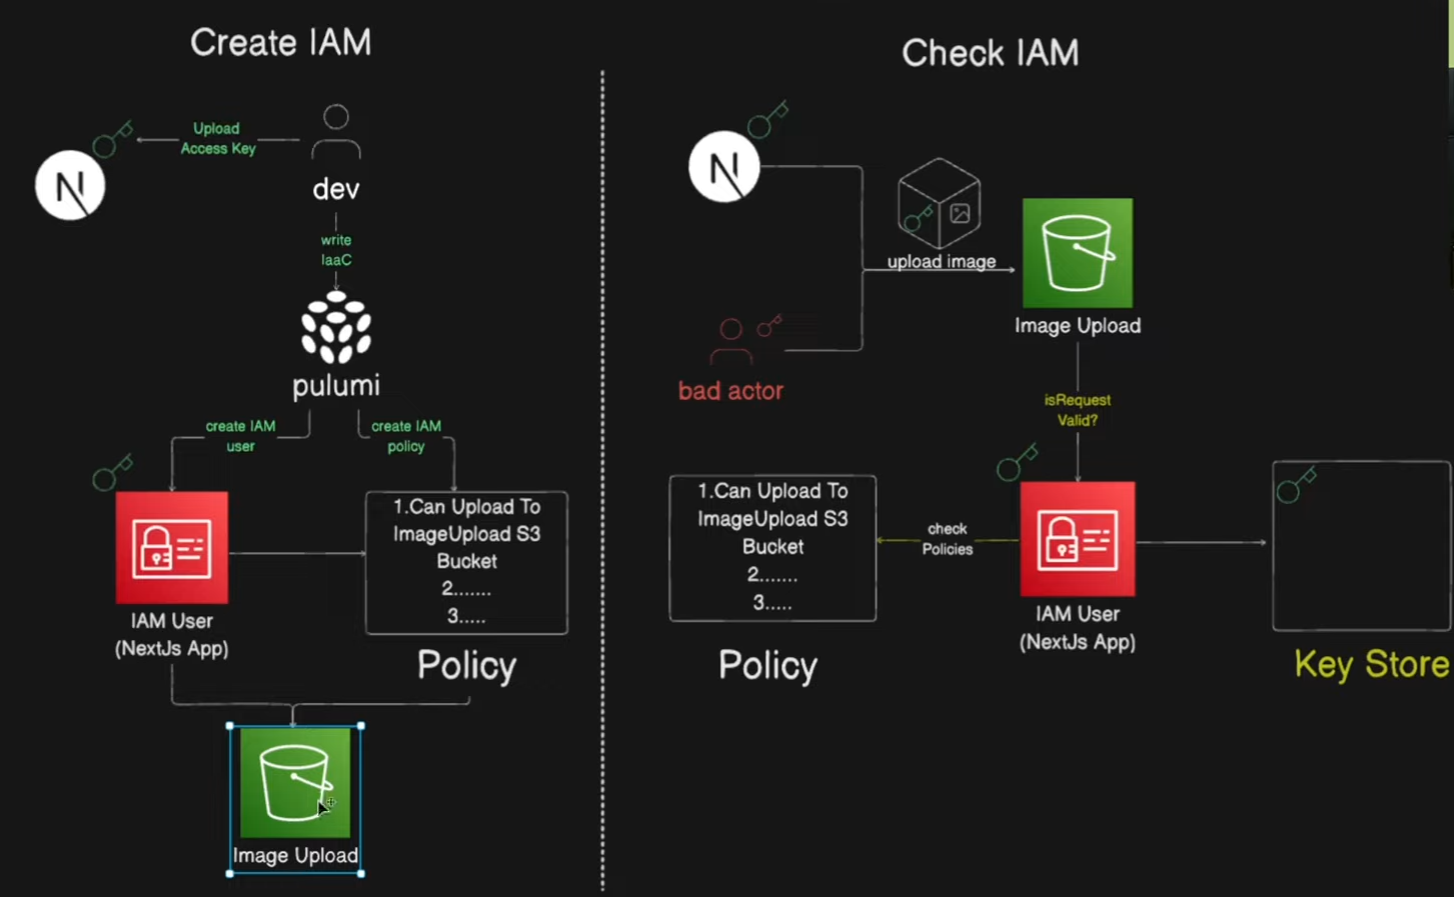 Create IAM
Upload
Access Key
N
dev
write
IaaC
pulumi
create IAM
user
create IAM
policy
IAM User
(NextJs App)
1.Can Upload To
ImageUpload S3
Bucket
2.......
3.....
Policy
Image Upload
Check IAM
N
upload image
Image Upload
bad actor
isRequest
Valid?
1.Can Upload To
ImageUpload S3
Bucket
2.......
3.....
Policy
check
Policies
IAM User
(NextJs App)
Key Store